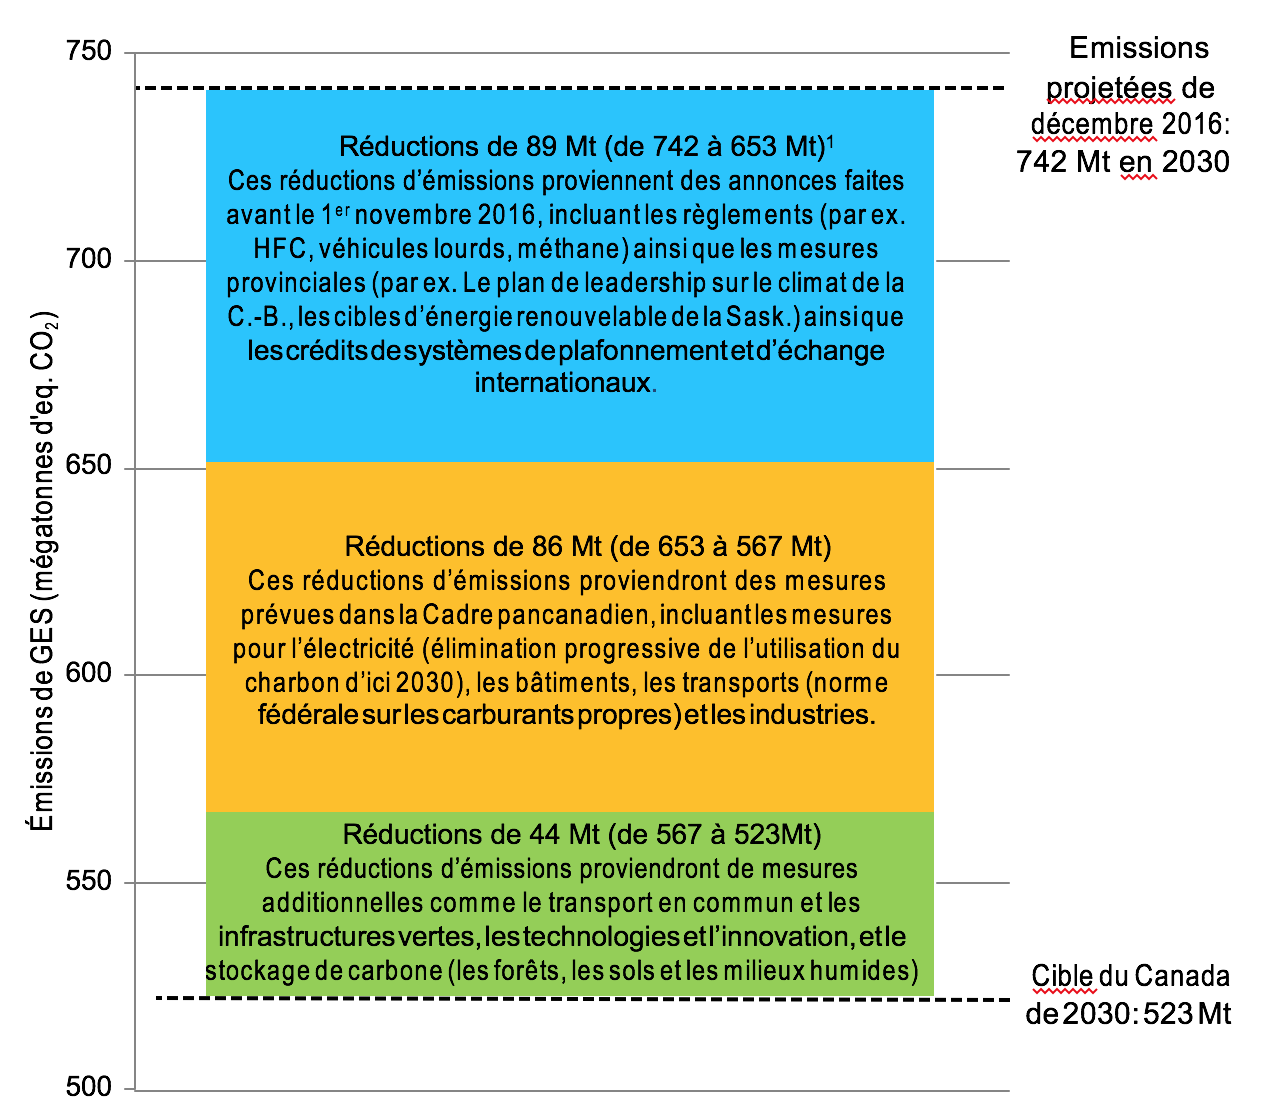 750
700
650
600
550
500
Émissions de GES (mégatonnes d'eq. CO₂)
Réductions de 89 Mt (de 742 à 653 Mt)¹
Ces réductions d’émissions proviennent des annonces faites
avant le 1er novembre 2016, incluant les règlements (par ex.
HFC, véhicules lourds, méthane) ainsi que les mesures
provinciales (par ex. Le plan de leadership sur le climat de la
C.-B., les cibles d’énergie renouvelable de la Sask.) ainsi que
les crédits de systèmes de plafonnement et d’échange
internationaux.
Réductions de 86 Mt (de 653 à 567 Mt)
Ces réductions d’émissions proviendront des mesures
prévues dans la Cadre pancanadien, incluant les mesures
pour l’électricité (élimination progressive de l’utilisation du
charbon d’ici 2030), les bâtiments, les transports (norme
fédérale sur les carburants propres) et les industries.
Réductions de 44 Mt (de 567 à 523Mt)
Ces réductions d’émissions proviendront de mesures
additionnelles comme le transport en commun et les
infrastructures vertes, les technologies et l’innovation, et le
stockage de carbone (les forêts, les sols et les milieux humides)
Emissions
projetées de
décembre 2016:
742 Mt en 2030
Cible du Canada
de 2030: 523 Mt